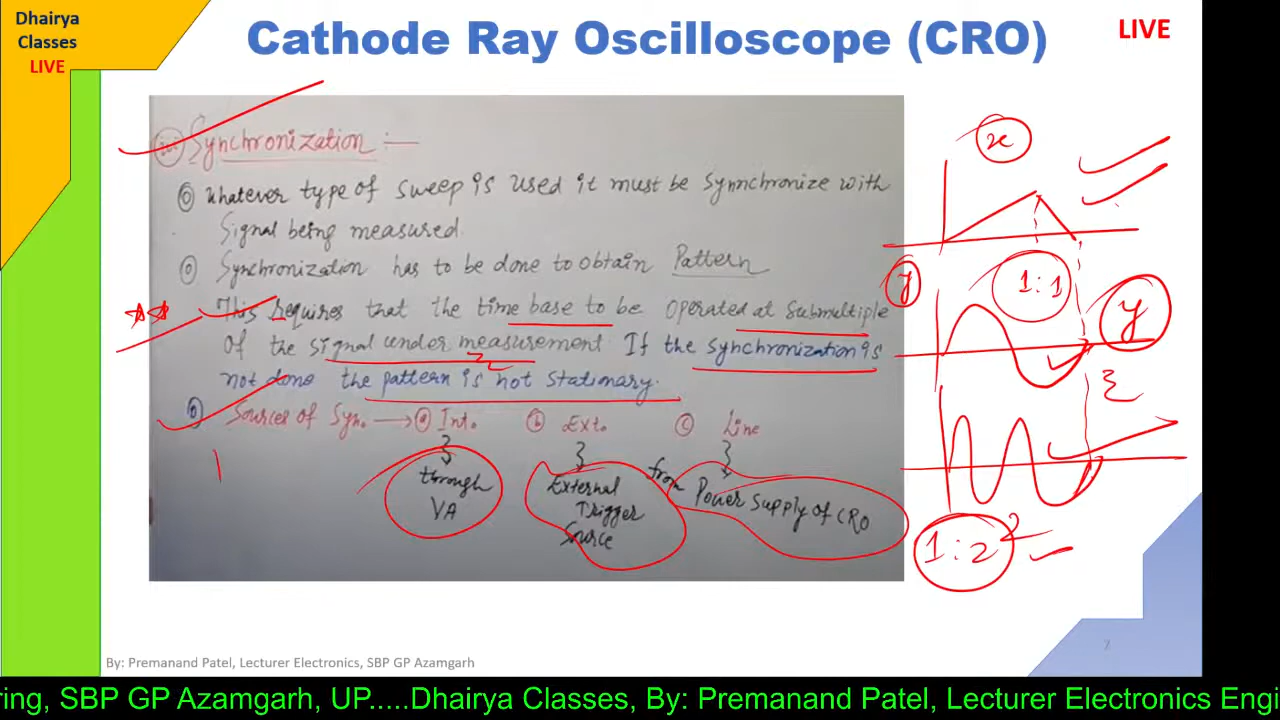 Dhairya
Classes
LIVE
Cathode Ray Oscilloscope (CRO)
LIVE
iii Synchronization :—
Whatever type of sweep is used it must be Synnchronize with
Signal being measured.
Synchronization has to be done to obtain Pattern
This requires that the time base to be operated at submultiple
of the signal under measurement. If the synchronization is
not done the pattern is not stationary.
Sources of Syn. → a Int. b Ext. c Line
through
VA
External
Trigger
Source
from
Power Supply of CRO
x
1:1
y
y
1:2
2
By: Premanand Patel, Lecturer Electronics, SBP GP Azamgarh
7
ring, SBP GP Azamgarh, UP.....Dhairya Classes, By: Premanand Patel, Lecturer Electronics Engi